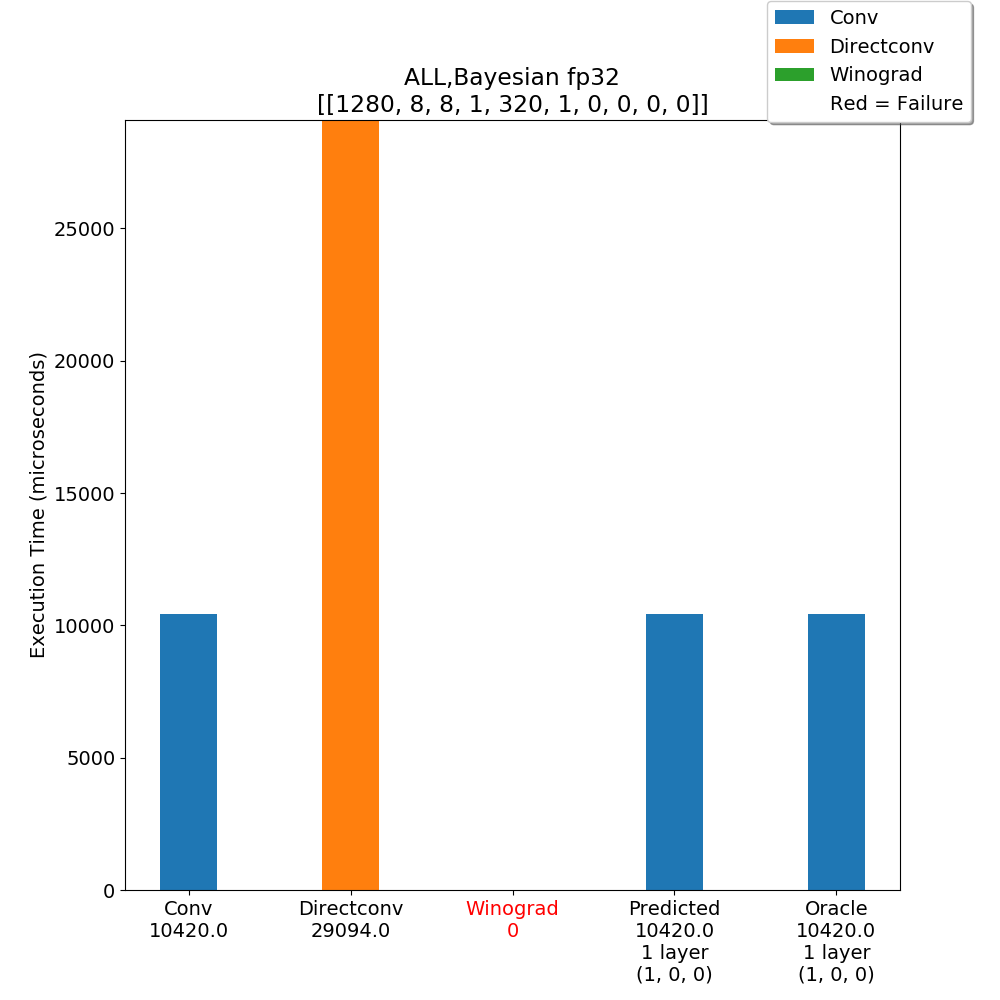 Conv
Directconv
Winograd
Red = Failure
ALL,Bayesian fp32
[[1280, 8, 8, 1, 320, 1, 0, 0, 0, 0]]
Execution Time (microseconds)
25000
20000
15000
10000
5000
0
Conv
10420.0
Directconv
29094.0
Winograd
0
Predicted
10420.0
1 layer
(1, 0, 0)
Oracle
10420.0
1 layer
(1, 0, 0)